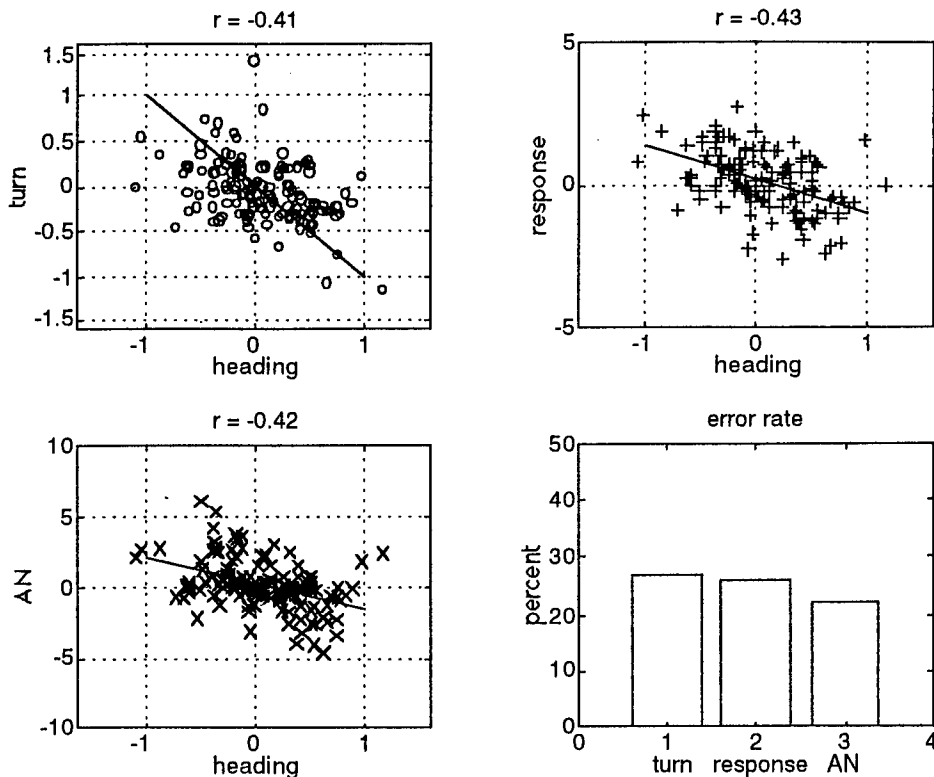 r = -0.41
1.5
1
0.5
0
-0.5
-1
-1.5
turn
-1 0 1
heading
r = -0.43
5
0
-5
response
-1 0 1
heading
r = -0.42
10
5
0
-5
-10
AN
-1 0 1
heading
error rate
50
40
30
20
10
0
percent
0 1 2 3 4
turn response AN